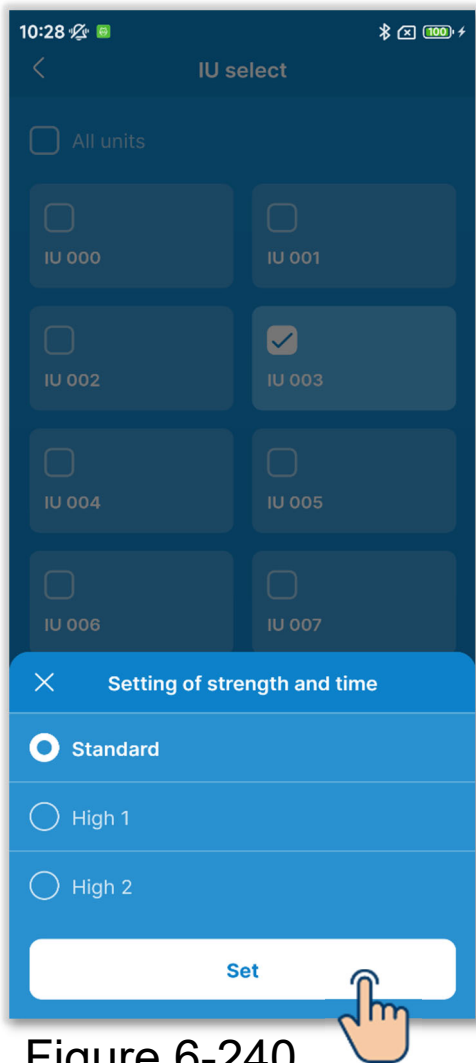 10:28 100
IU select
All units
IU 000 IU 001
IU 002 IU 003
IU 004 IU 005
IU 006 IU 007
Setting of strength and time
Standard
High 1
High 2
Set
Figure 6-240